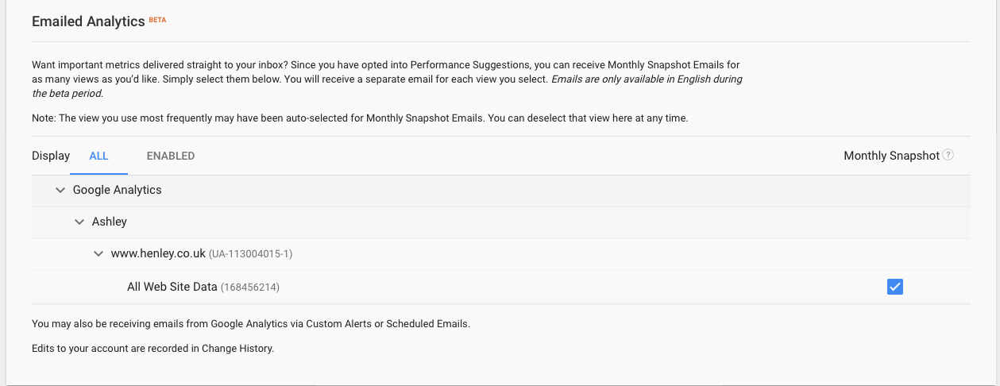 Emailed Analytics BETA
Want important metrics delivered straight to your inbox? Since you have opted into Performance Suggestions, you can receive Monthly Snapshot Emails for
as many views as you’d like. Simply select them below. You will receive a separate email for each view you select. Emails are only available in English during
the beta period.
Note: The view you use most frequently may have been auto-selected for Monthly Snapshot Emails. You can deselect that view here at any time.
Display ALL ENABLED Monthly Snapshot ?
Google Analytics
Ashley
www.henley.co.uk (UA-113004015-1)
All Web Site Data (168456214)
You may also be receiving emails from Google Analytics via Custom Alerts or Scheduled Emails.
Edits to your account are recorded in Change History.